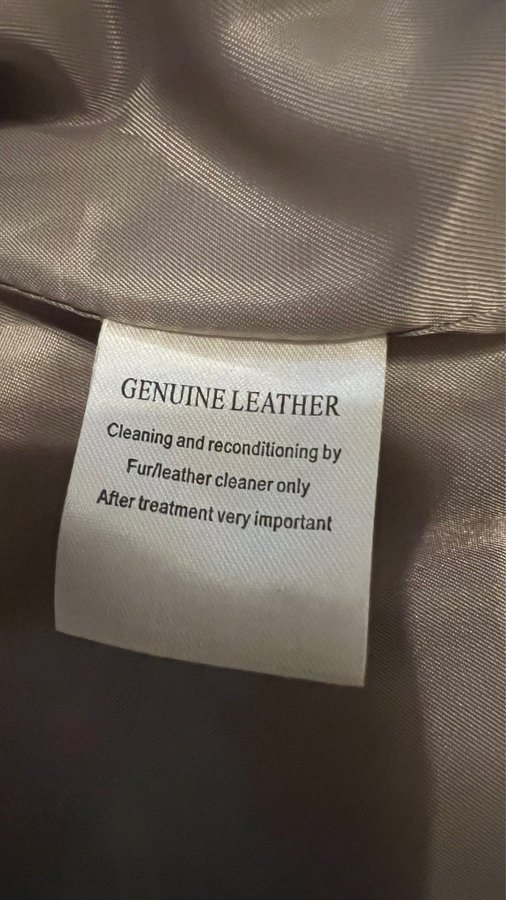 GENUINE LEATHER
Cleaning and reconditioning by
Fur/leather cleaner only
After treatment very important